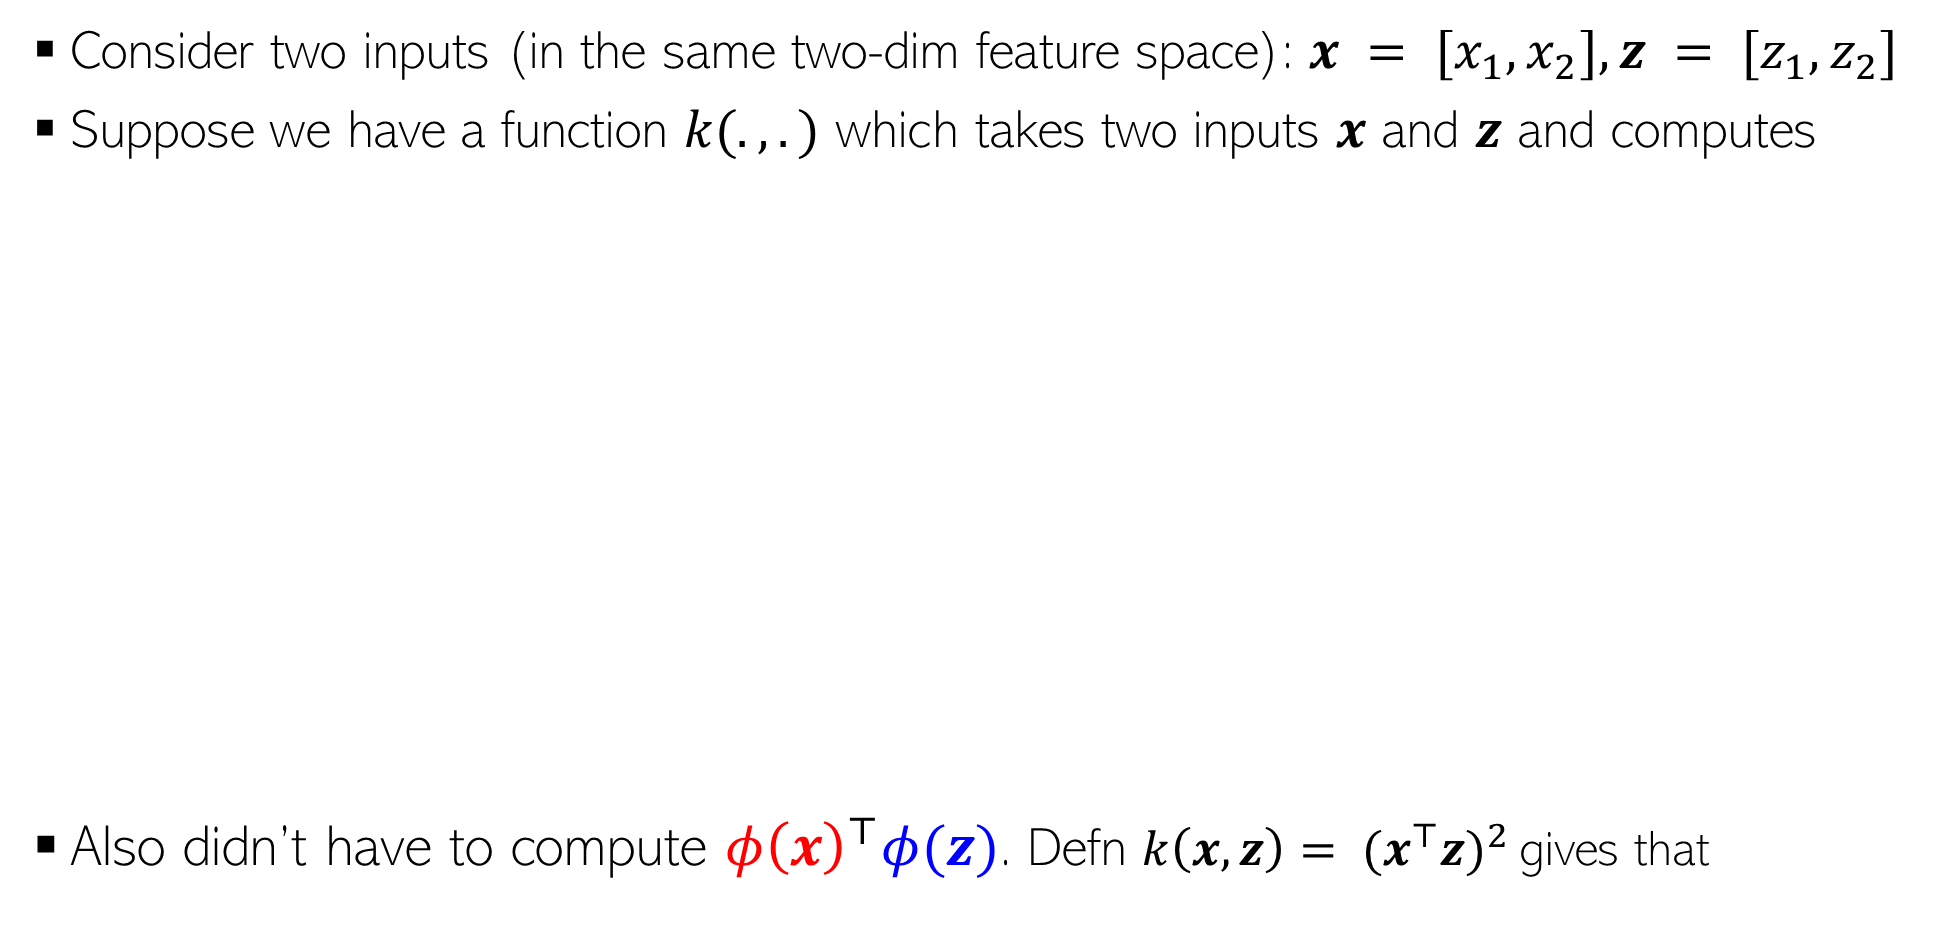 ▪ Consider two inputs (in the same two-dim feature space): 𝒙 = [𝑥₁, 𝑥₂], 𝒛 = [𝑧₁, 𝑧₂]
▪ Suppose we have a function 𝑘(. , . ) which takes two inputs 𝒙 and 𝒛 and computes
▪ Also didn't have to compute 𝜙(𝒙)ᵀ𝜙(𝒛). Defn 𝑘(𝒙, 𝒛) = (𝒙ᵀ𝒛)² gives that